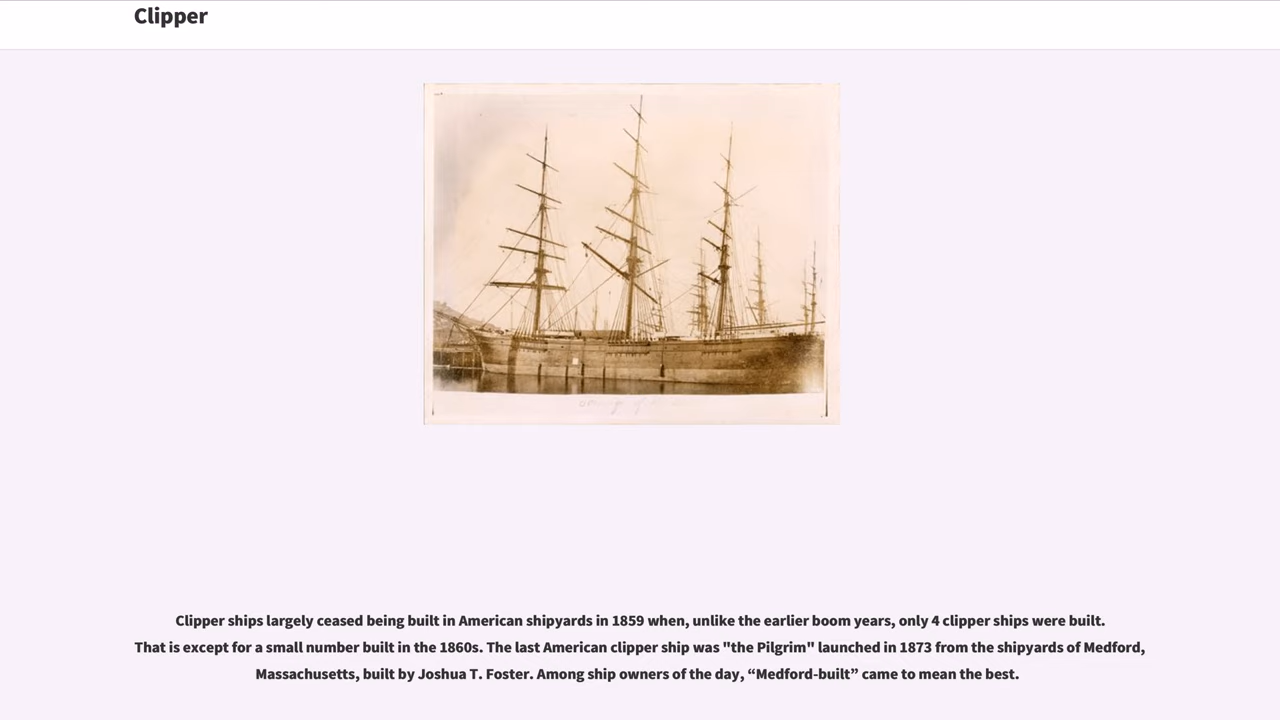 Clipper
Clipper ships largely ceased being built in American shipyards in 1859 when, unlike the earlier boom years, only 4 clipper ships were built.
That is except for a small number built in the 1860s. The last American clipper ship was "the Pilgrim" launched in 1873 from the shipyards of Medford,
Massachusetts, built by Joshua T. Foster. Among ship owners of the day, “Medford-built” came to mean the best.